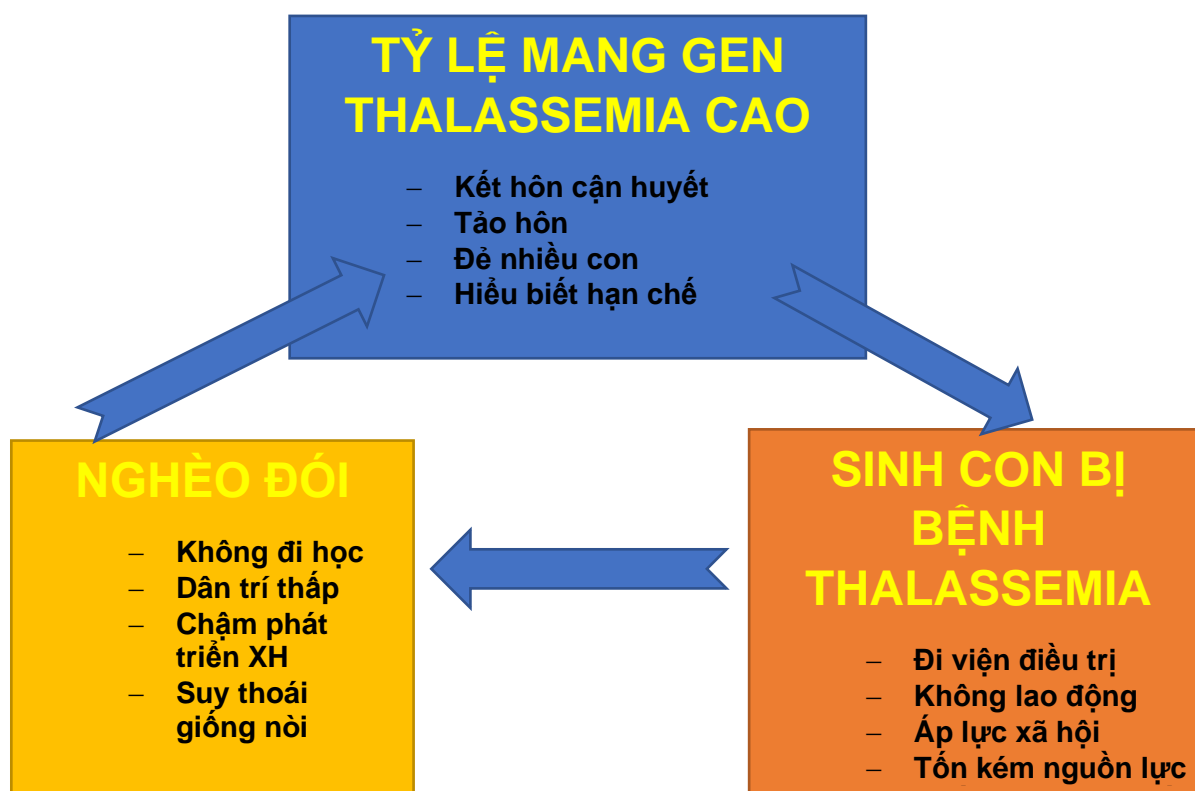 TỶ LỆ MANG GEN
THALASSEMIA CAO
– Kết hôn cận huyết
– Tảo hôn
– Đẻ nhiều con
– Hiểu biết hạn chế
NGHÈO ĐÓI
– Không đi học
– Dân trí thấp
– Chậm phát
triển XH
– Suy thoái
giống nòi
SINH CON BỊ
BỆNH
THALASSEMIA
– Đi viện điều trị
– Không lao động
– Áp lực xã hội
– Tốn kém nguồn lực